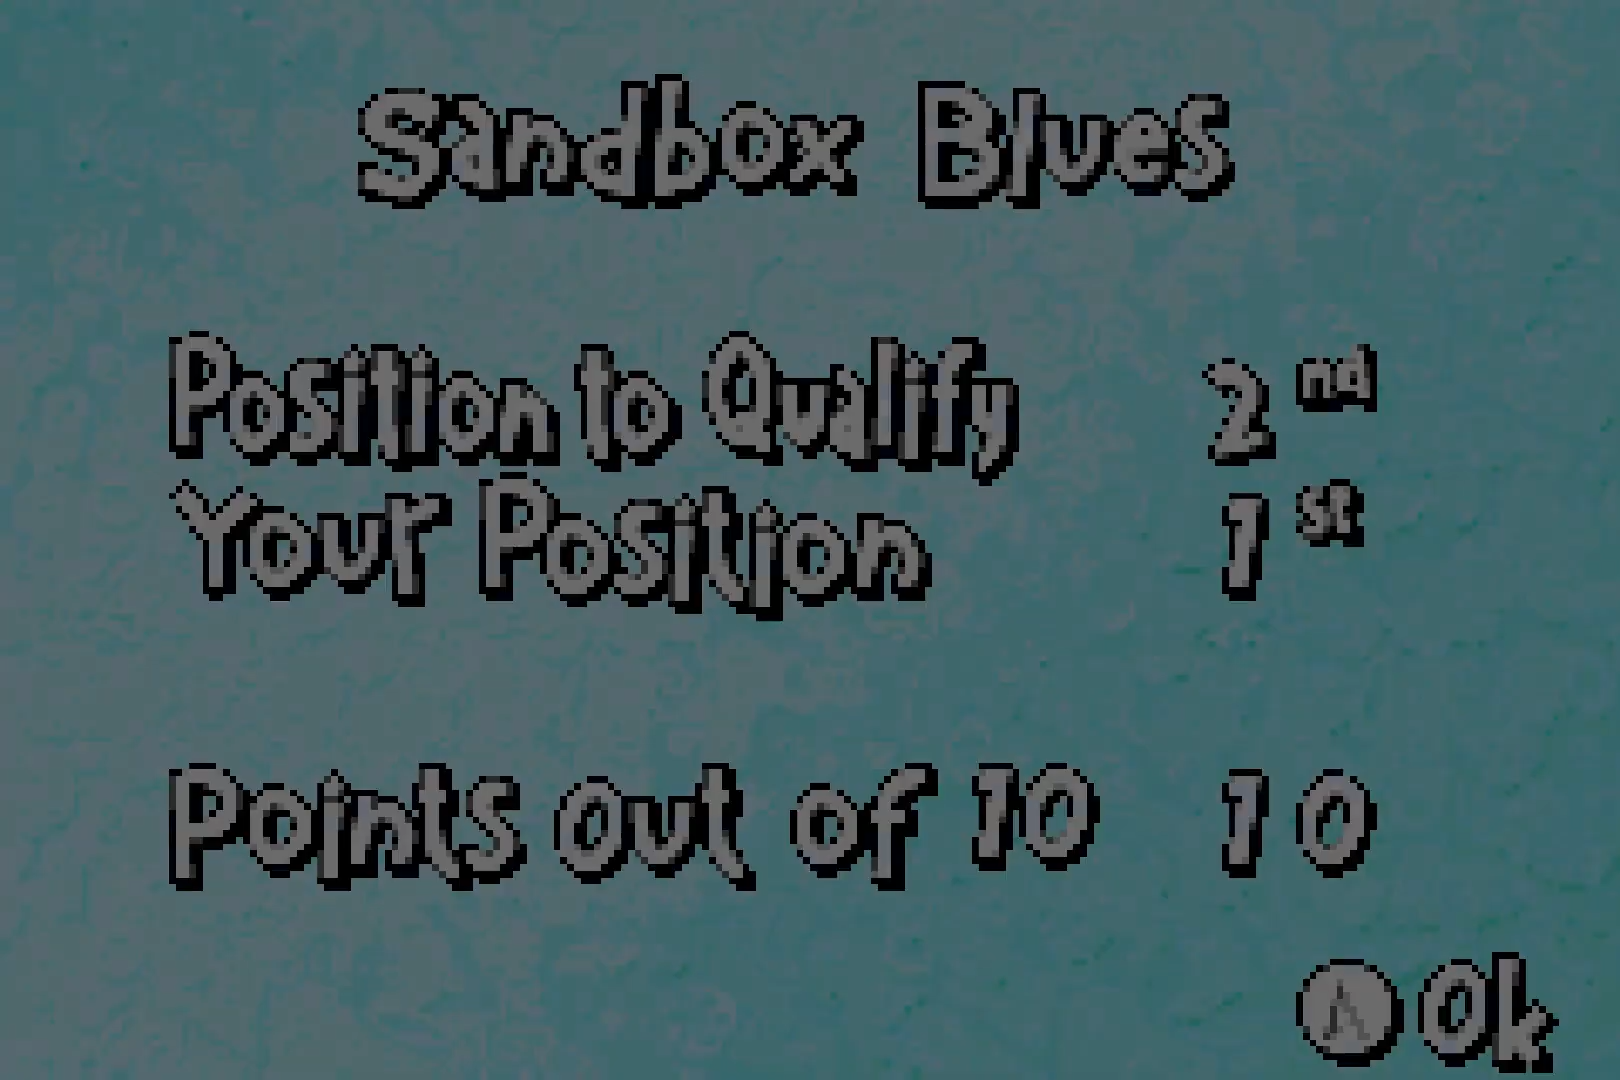 Sandbox Blues
Position to Qualify 2nd
Your Position 1st
Points out of 10 10
A Ok